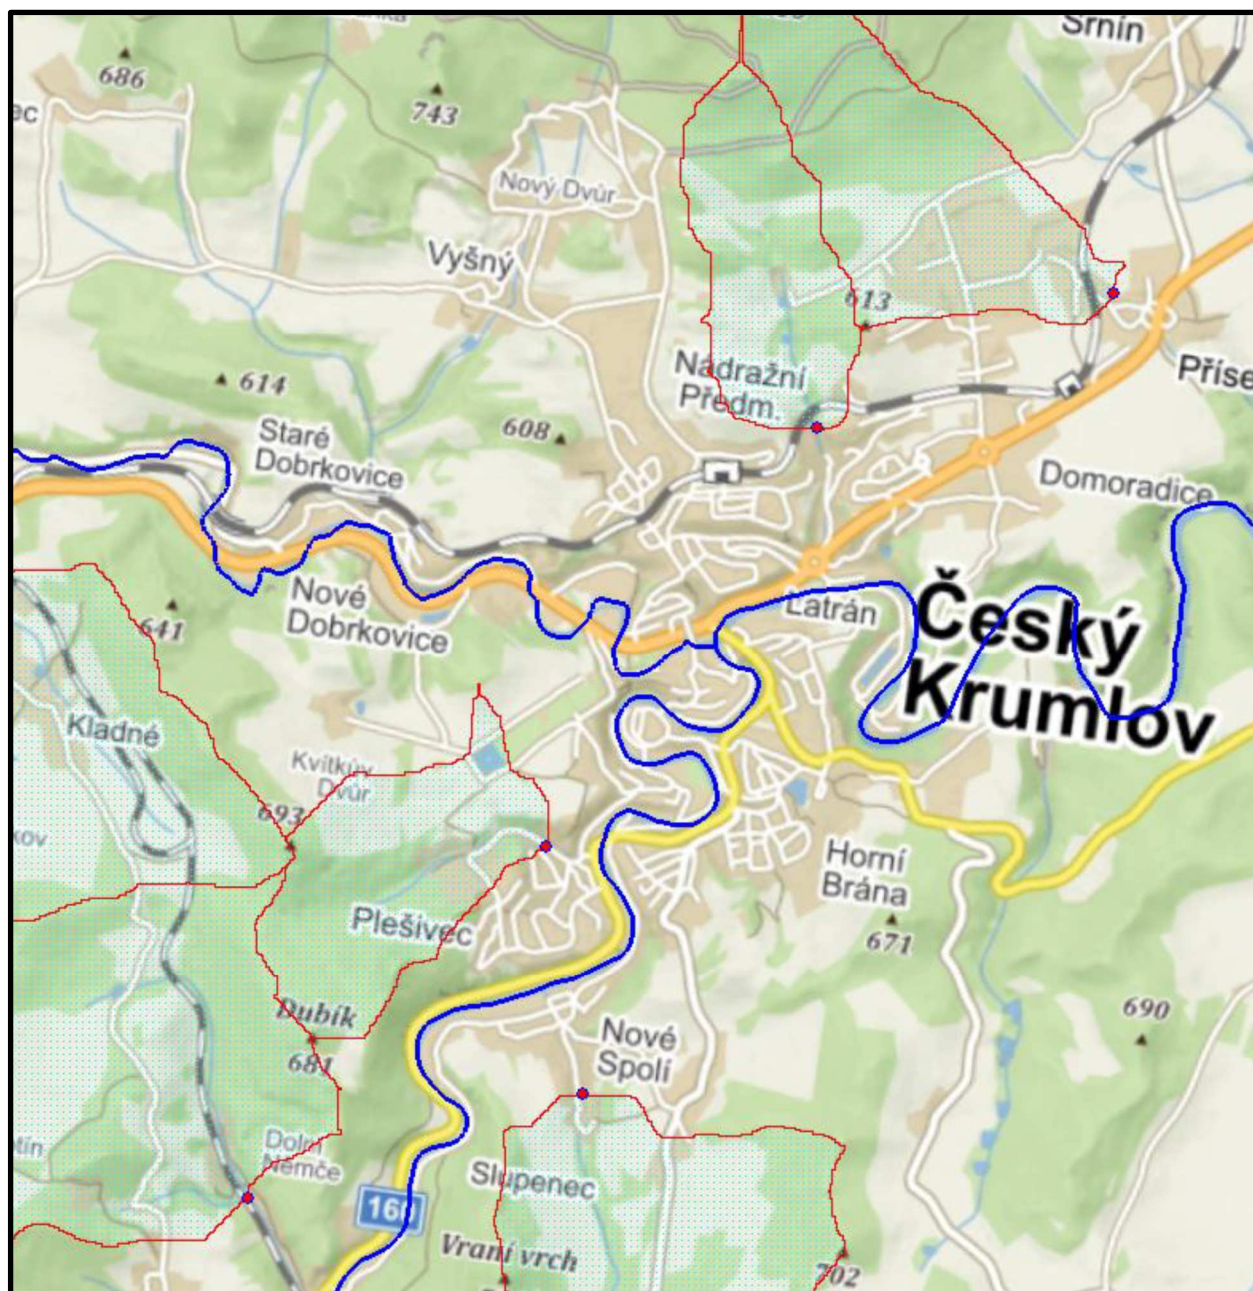 Srnín
686
743
Nový Dvůr
Vyšný
613
Nádražní
Předm.
614
Staré
Dobrkovice
608
Domoradice
Nové
Dobrkovice
641
Latrán
Český
Krumlov
Kladné
Kvítkův
Dvůr
693
Horní
Brána
Plešivec
671
Dubík
681
Nové
Spolí
690
Dolní
Němče
Slupenec
160
Vraní vrch
702